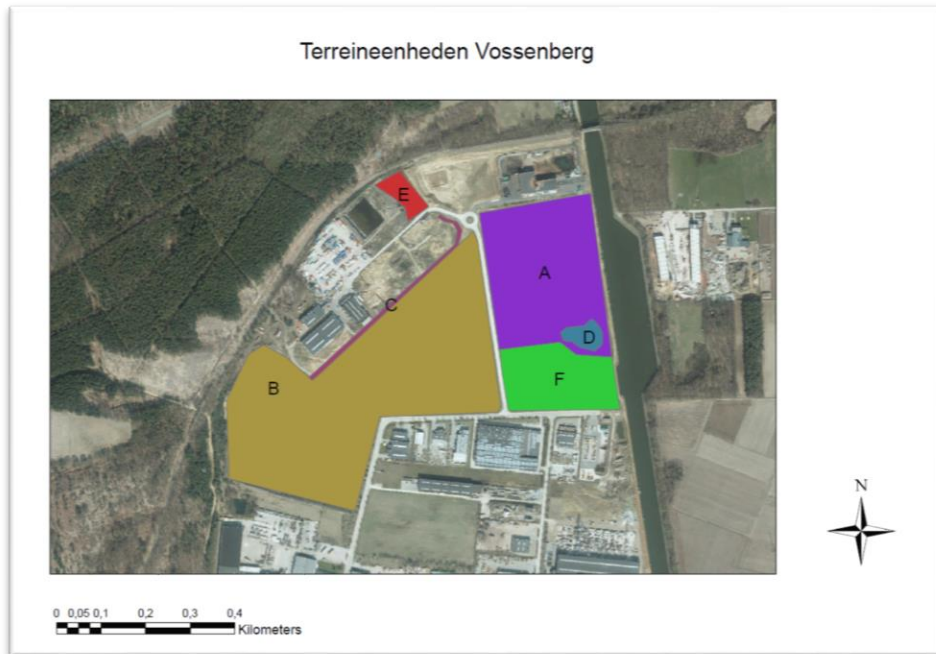 Terreineenheden Vossenberg
E
A
C
D
B
F
N
0 0,05 0,1 0,2 0,3 0,4
Kilometers